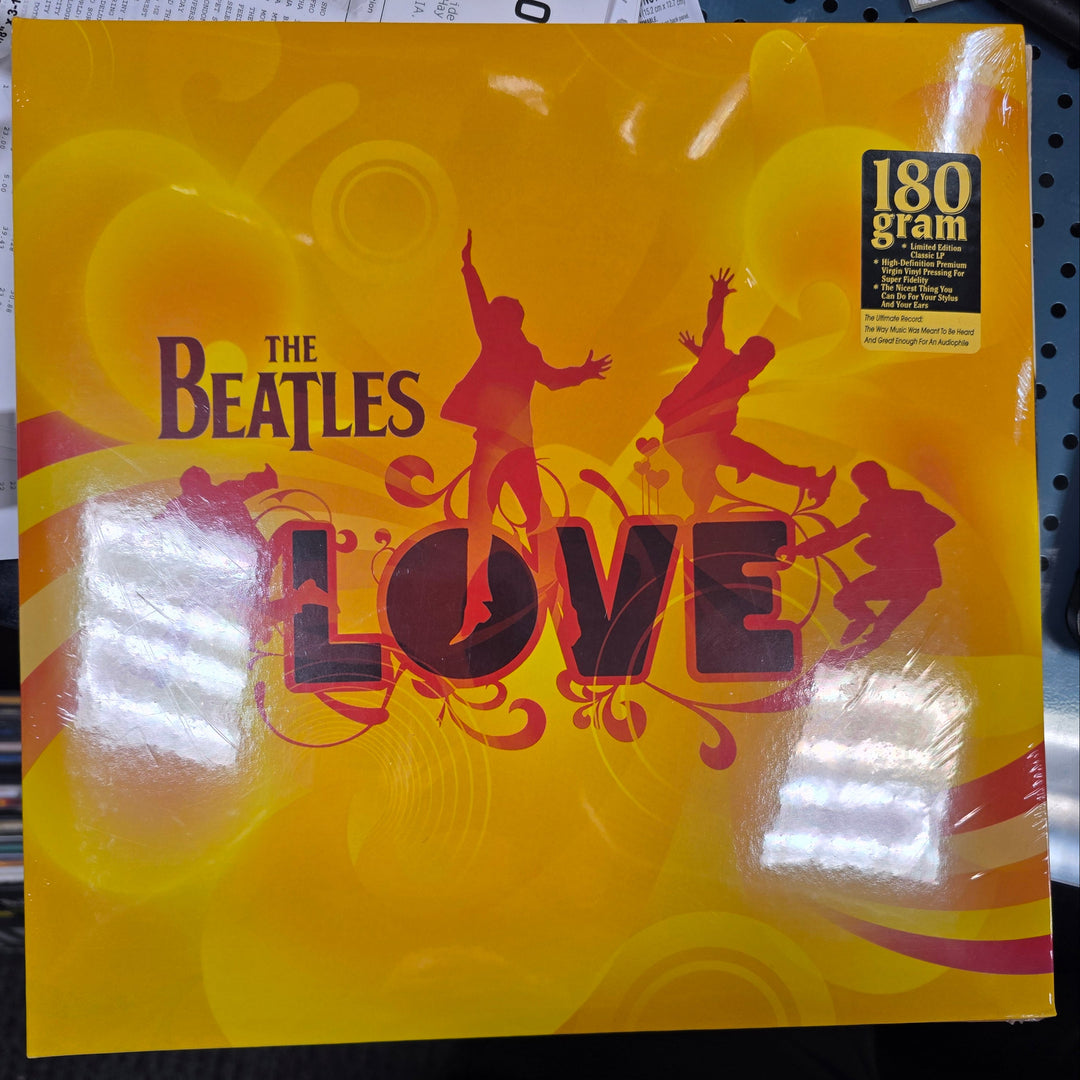 THE
BEATLES
LOVE
180
gram
* Limited Edition
Classic LP
* High-Definition Premium
Virgin Vinyl Pressing For
Super Fidelity
* The Nicest Thing You
Can Do For Your Stylus
And Your Ears
The Ultimate Record:
The Way Music Was Meant To Be Heard
And Great Enough For An Audiophile